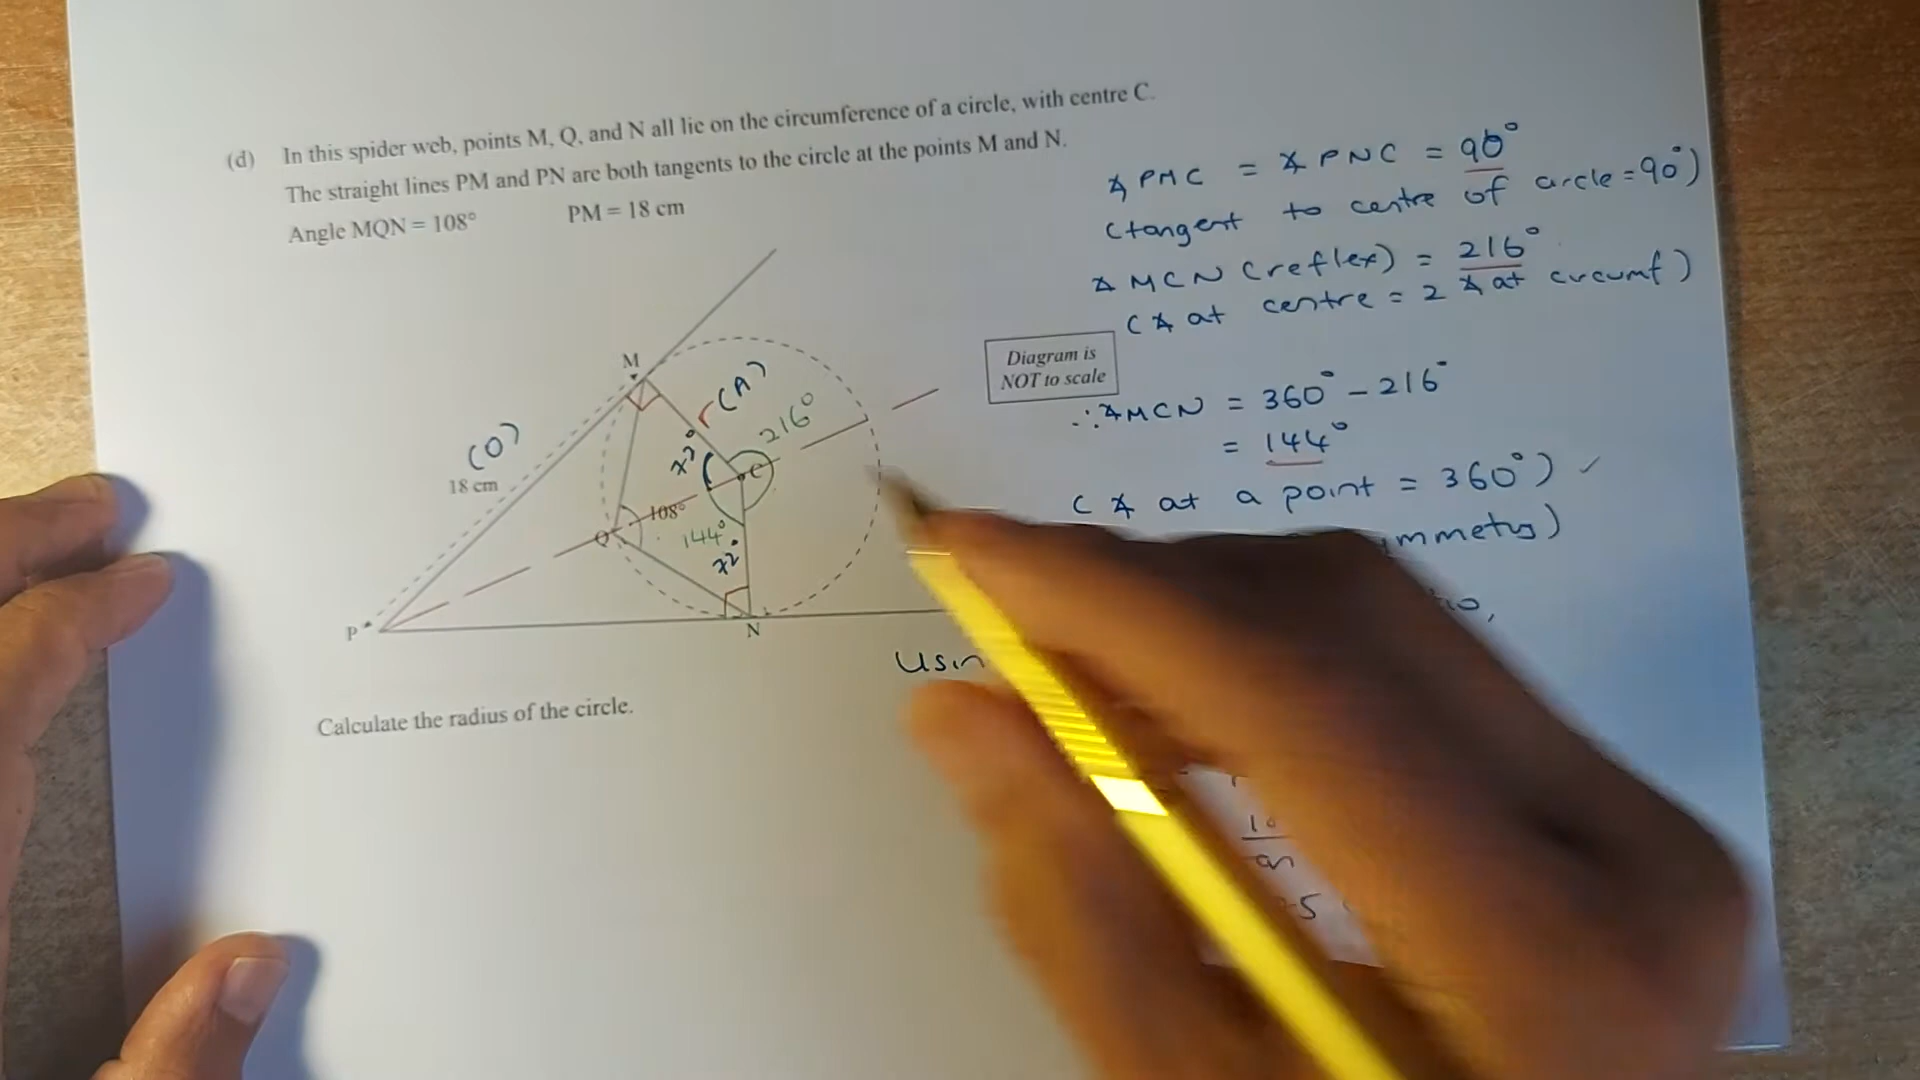 (d) In this spider web, points M, Q, and N all lie on the circumference of a circle, with centre C.
The straight lines PM and PN are both tangents to the circle at the points M and N.
Angle MQN = 108° PM = 18 cm
∡ PMC = ∡ PNC = 90°
(tangent to centre of circle = 90°)
∡ MCN (reflex) = 216°
(∡ at centre = 2 ∡ at circumf)
Diagram is
NOT to scale
∴ ∡MCN = 360° - 216°
= 144°
(∡ at a point = 360°) ✓
M
r (A)
216°
(O)
18 cm
72°
C
108°
Q
144°
72°
P
N
Calculate the radius of the circle.